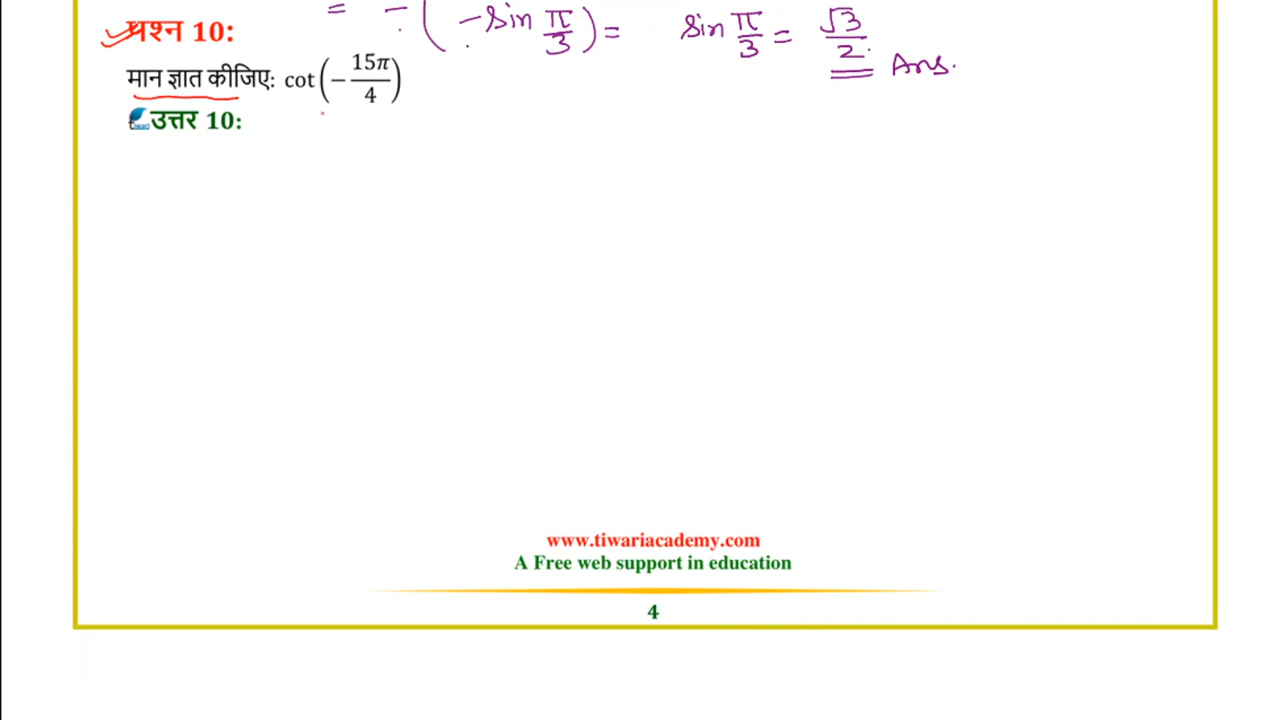 = - ( - sin π/3 ) = sin π/3 = √3/2 Ans.
प्रश्न 10:
मान ज्ञात कीजिए: cot(−15π/4)
उत्तर 10:
www.tiwariacademy.com
A Free web support in education
4